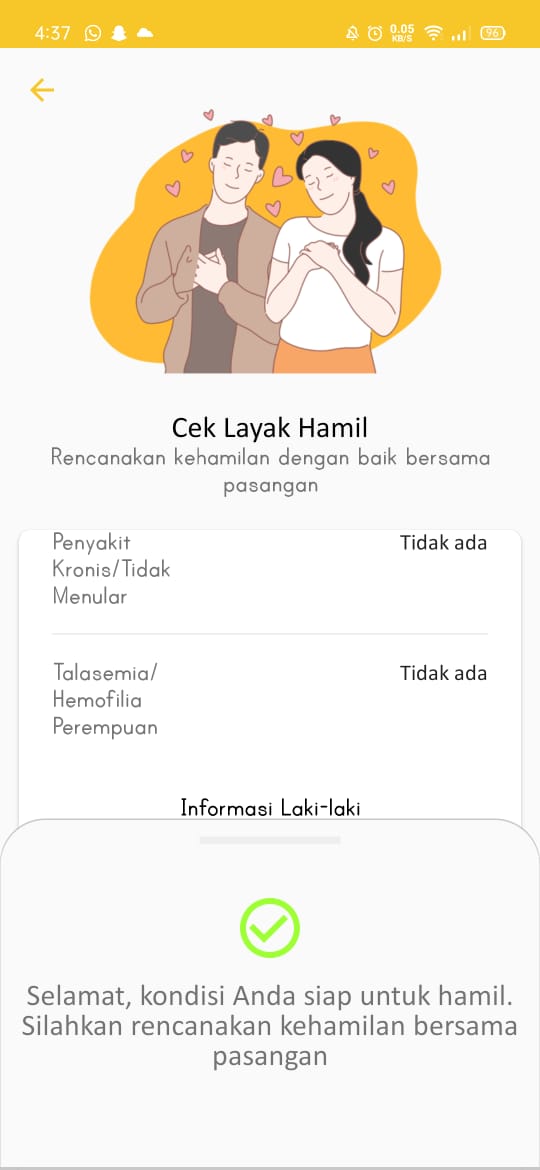 4:37 0.05 KB/S 96
Cek Layak Hamil
Rencanakan kehamilan dengan baik bersama
pasangan
Penyakit Tidak ada
Kronis/Tidak
Menular
Talasemia/ Tidak ada
Hemofilia
Perempuan
Informasi Laki-laki
Selamat, kondisi Anda siap untuk hamil.
Silahkan rencanakan kehamilan bersama
pasangan